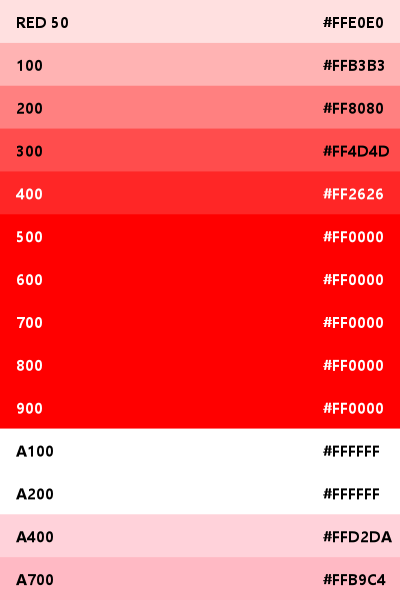 RED 50 #FFE0E0
100 #FFB3B3
200 #FF8080
300 #FF4D4D
400 #FF2626
500 #FF0000
600 #FF0000
700 #FF0000
800 #FF0000
900 #FF0000
A100 #FFFFFF
A200 #FFFFFF
A400 #FFD2DA
A700 #FFB9C4